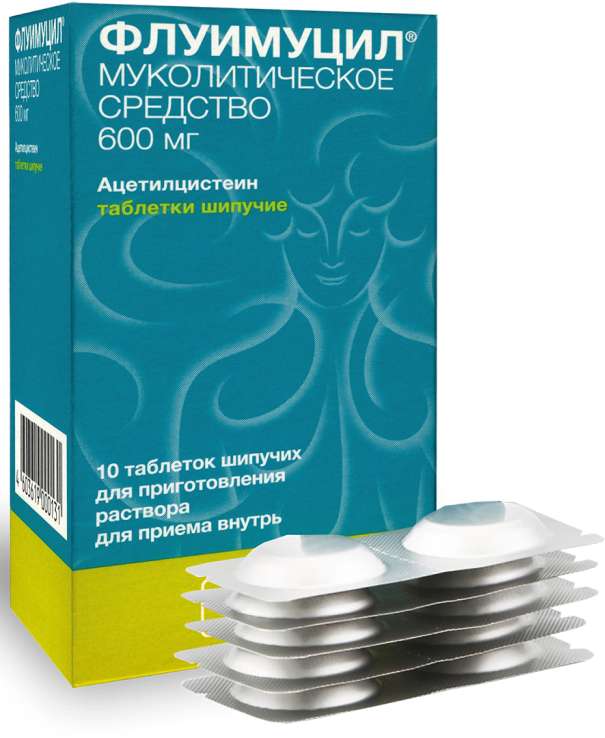 ФЛУИМУЦИЛ®
МУКОЛИТИЧЕСКОЕ
СРЕДСТВО
600 МГ
Ацетилцистеин
таблетки шипучие
10 таблеток шипучих
для приготовления
раствора
для приема внутрь
ФЛУИМУЦИЛ®
МУКОЛИТИЧЕСКОЕ
СРЕДСТВО
600 МГ
Ацетилцистеин
таблетки шипучие